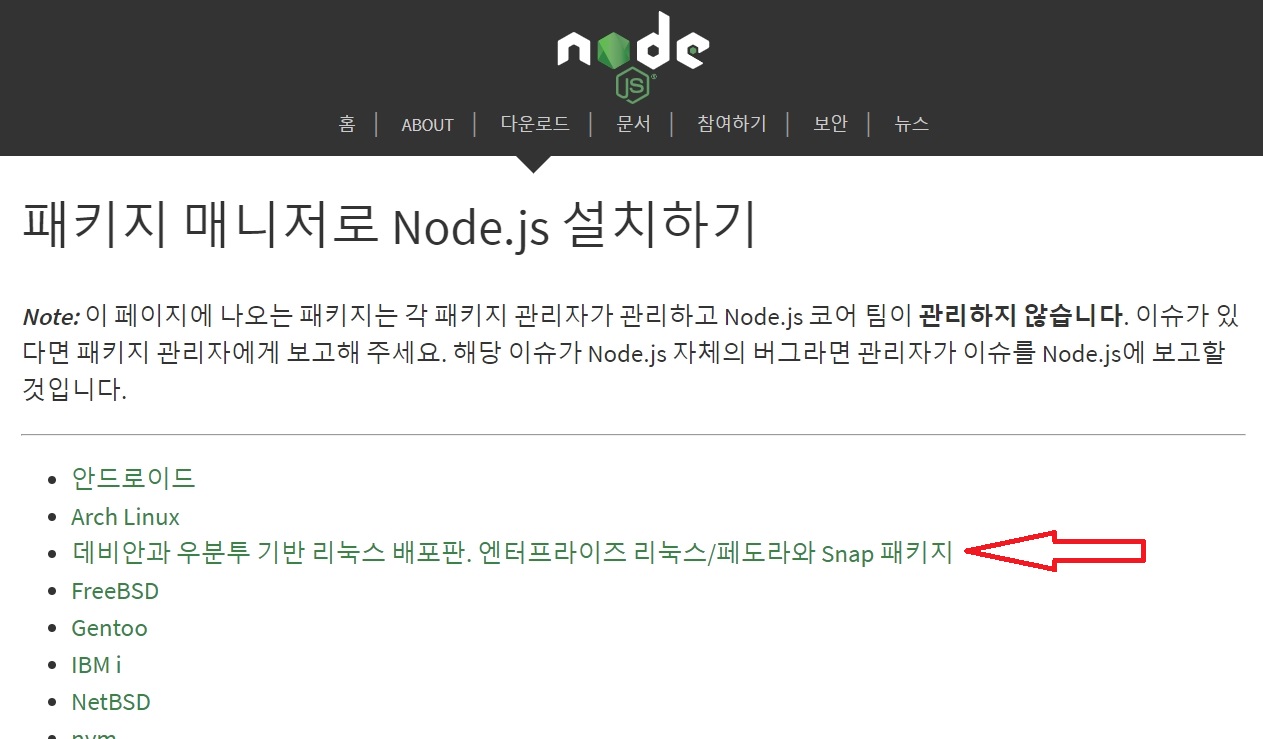 node
JS
홈 | ABOUT | 다운로드 | 문서 | 참여하기 | 보안 | 뉴스
패키지 매니저로 Node.js 설치하기
Note: 이 페이지에 나오는 패키지는 각 패키지 관리자가 관리하고 Node.js 코어 팀이 관리하지 않습니다. 이슈가 있
다면 패키지 관리자에게 보고해 주세요. 해당 이슈가 Node.js 자체의 버그라면 관리자가 이슈를 Node.js에 보고할
것입니다.
안드로이드
Arch Linux
데비안과 우분투 기반 리눅스 배포판. 엔터프라이즈 리눅스/페도라와 Snap 패키지
FreeBSD
Gentoo
IBM i
NetBSD
nvm